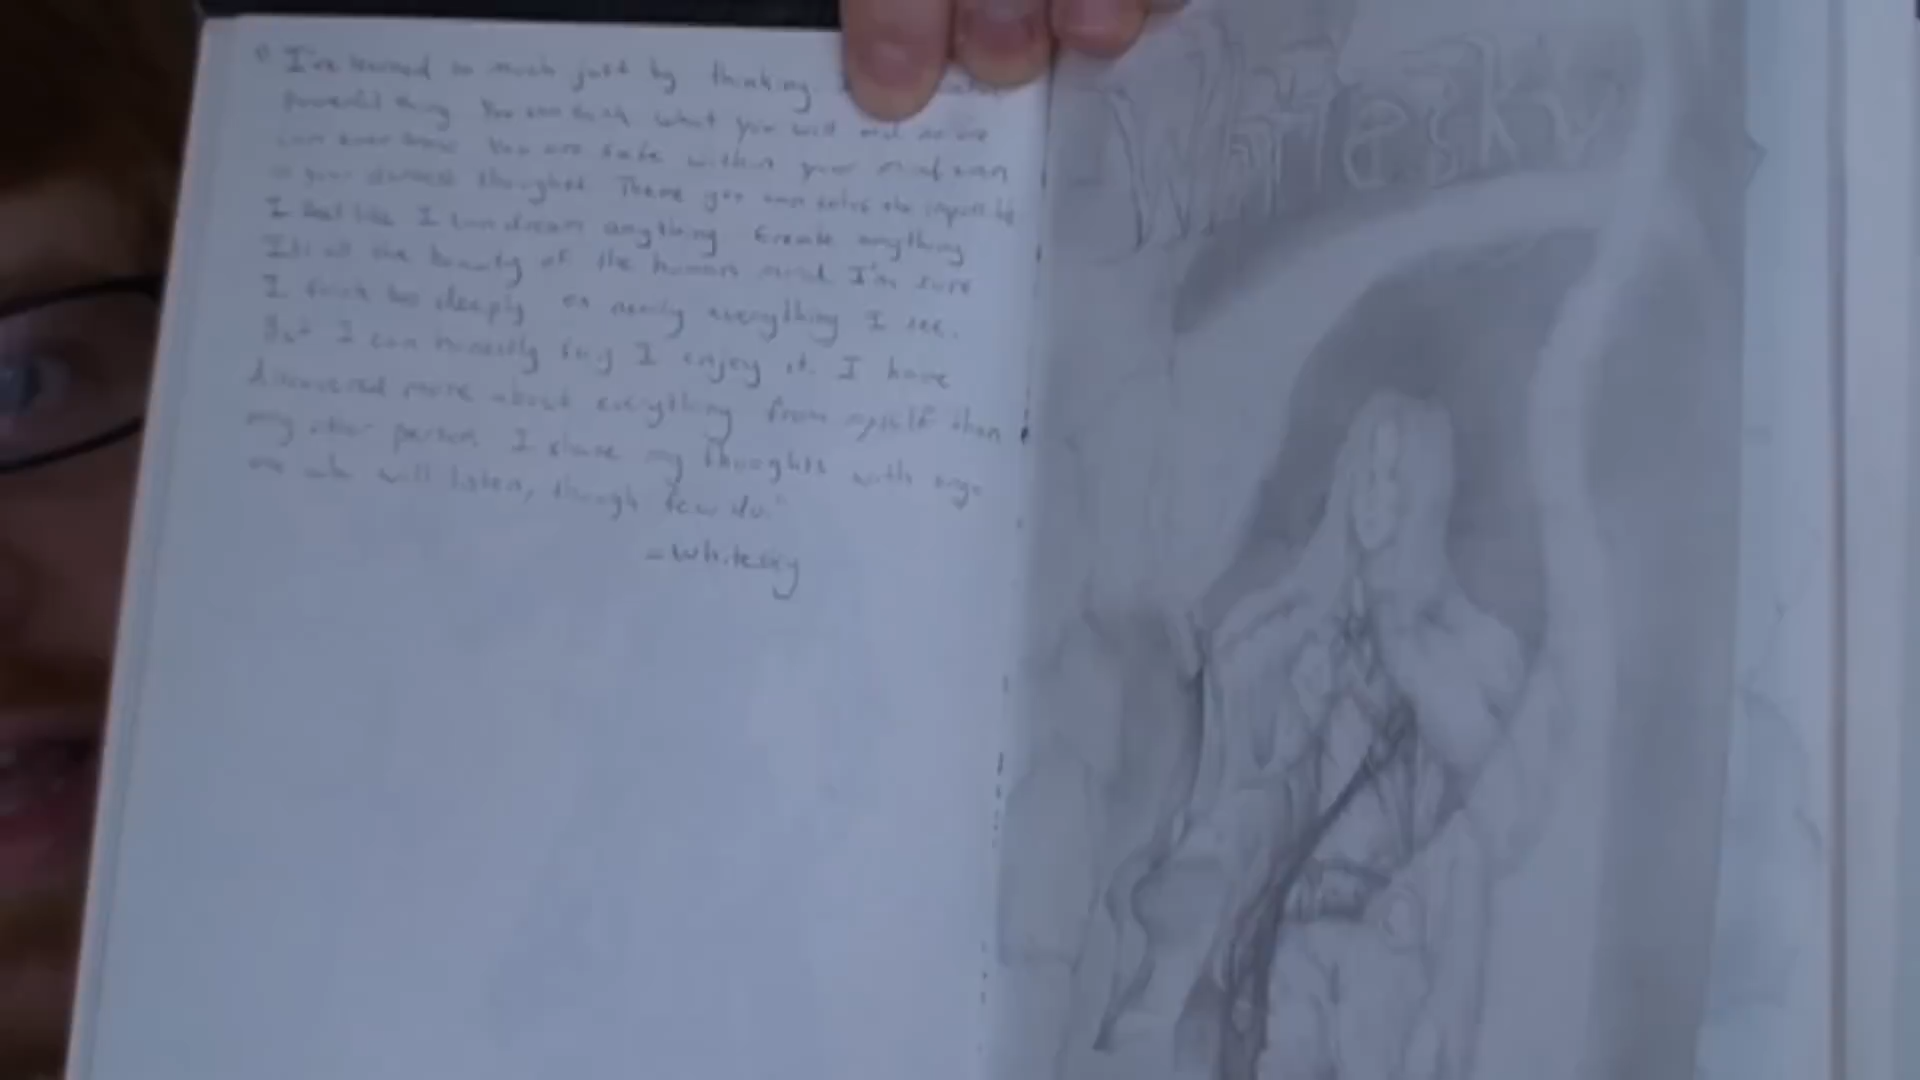 "I've learned so much just by thinking
powerful thing You can think what you will and no one
can ever know You are safe within your mind even
in your darkest thoughts There you can solve the impossible
I feel like I can dream anything Create anything
It's all the beauty of the human mind I'm sure
I think too deeply on nearly everything I see.
But I can honestly say I enjoy it. I have
discovered more about everything from myself than
any other person I share my thoughts with any-
one who will listen, though few do."
-Whitesky
Whitesky